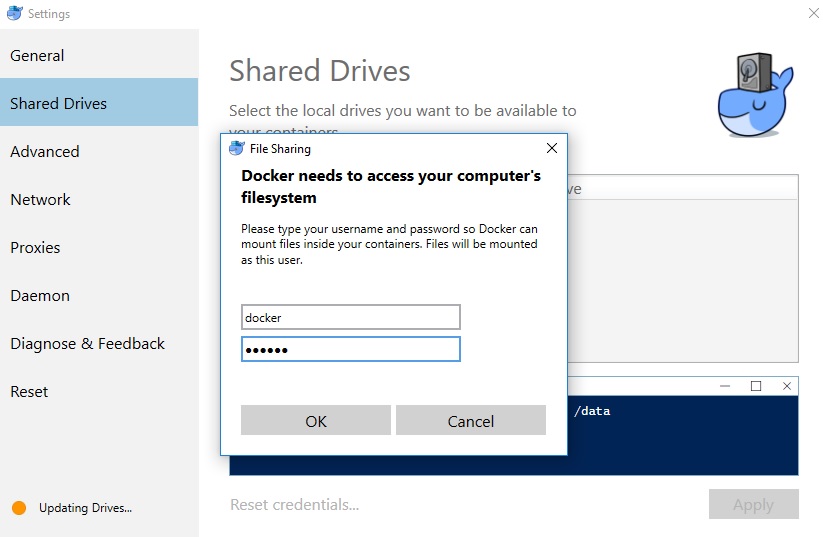 Settings
General
Shared Drives
Advanced
Network
Proxies
Daemon
Diagnose & Feedback
Reset
Updating Drives...
Shared Drives
Select the local drives you want to be available to
your containers
File Sharing
Docker needs to access your computer's
filesystem
Please type your username and password so Docker can
mount files inside your containers. Files will be mounted
as this user.
docker
••••••
OK
Cancel
/data
Reset credentials...
Apply